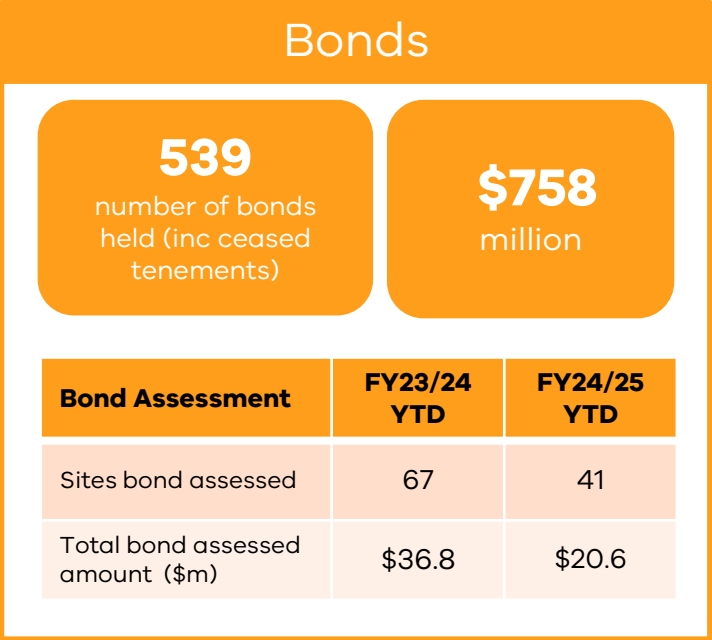 Bonds
539
number of bonds
held (inc ceased
tenements)
$758
million
Bond Assessment
FY23/24
YTD
FY24/25
YTD
Sites bond assessed
67
41
Total bond assessed
amount ($m)
$36.8
$20.6